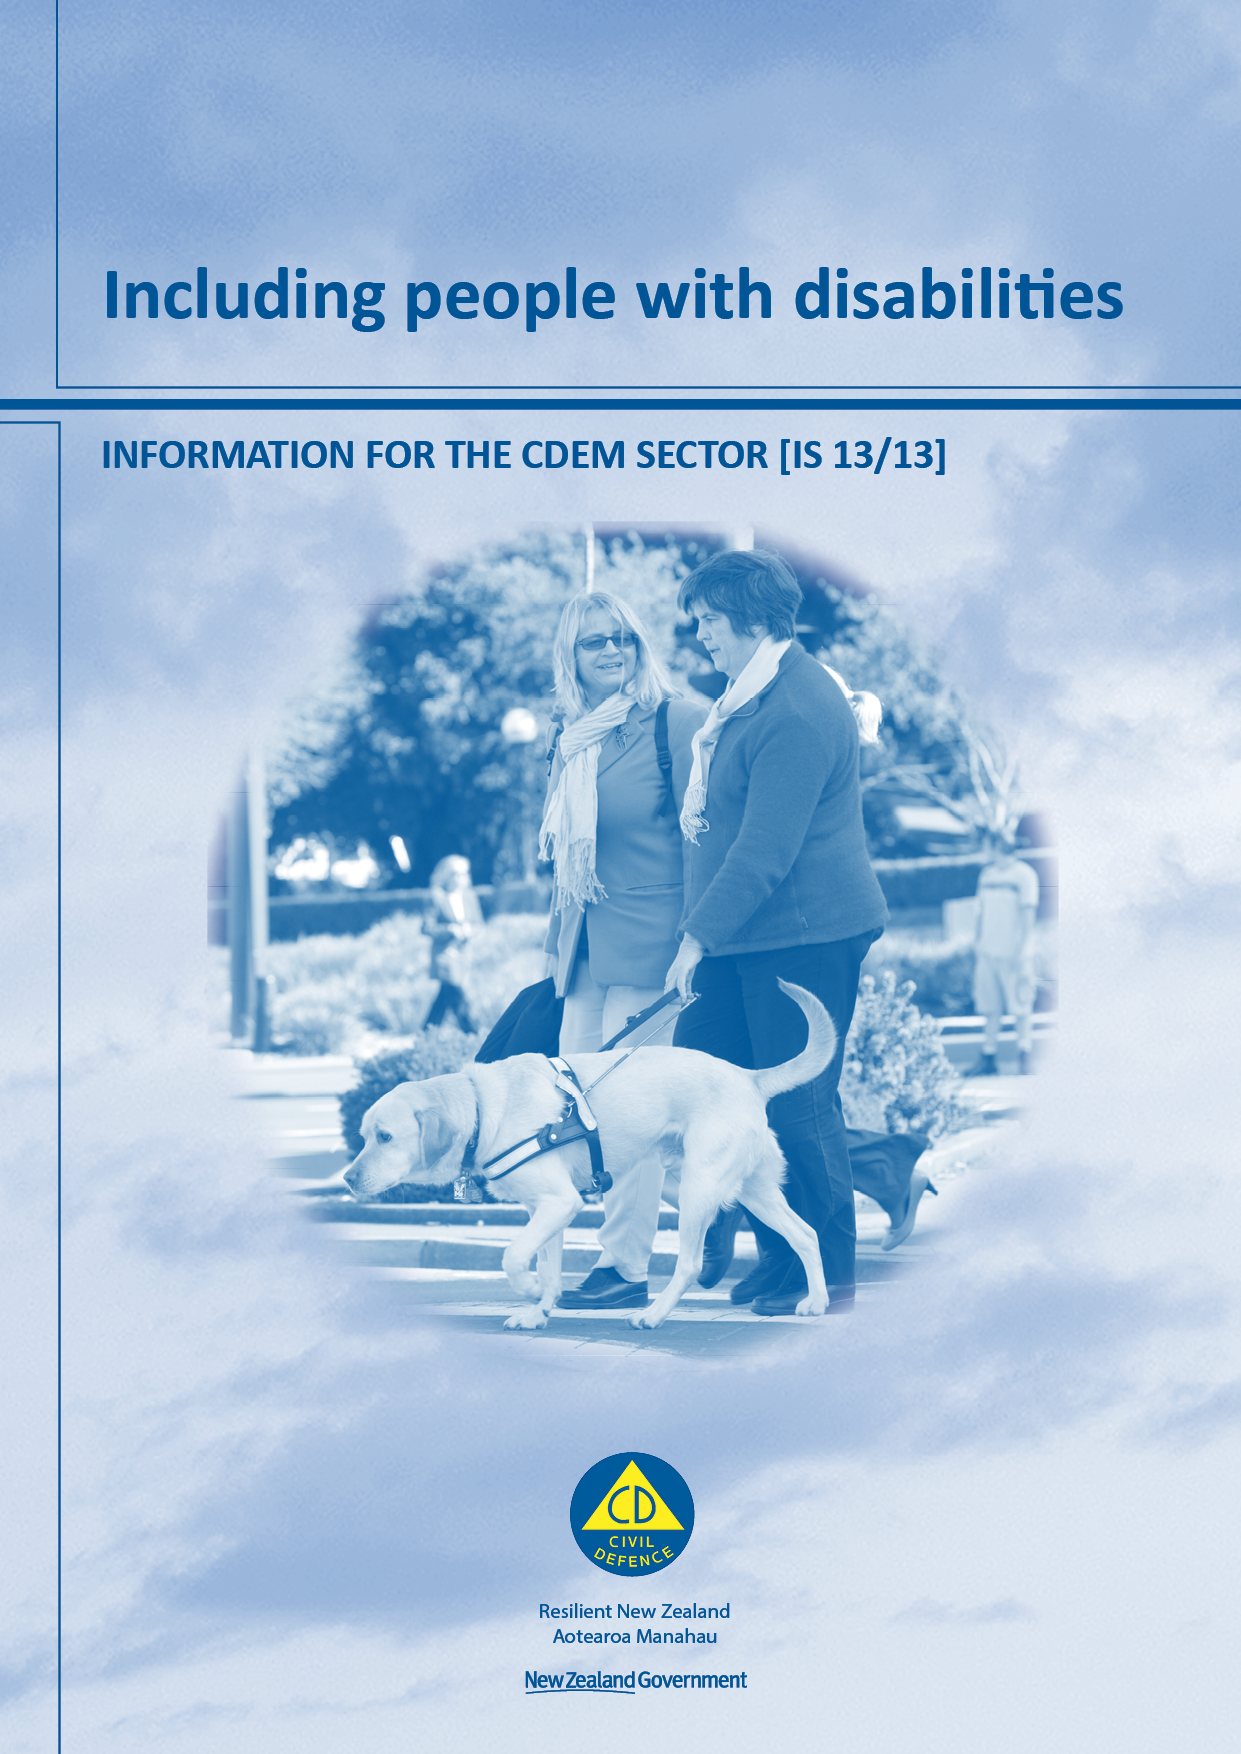 Including people with disabilities
INFORMATION FOR THE CDEM SECTOR [IS 13/13]
CD
CIVIL
DEFENCE
Resilient New Zealand
Aotearoa Manahau
New Zealand Government